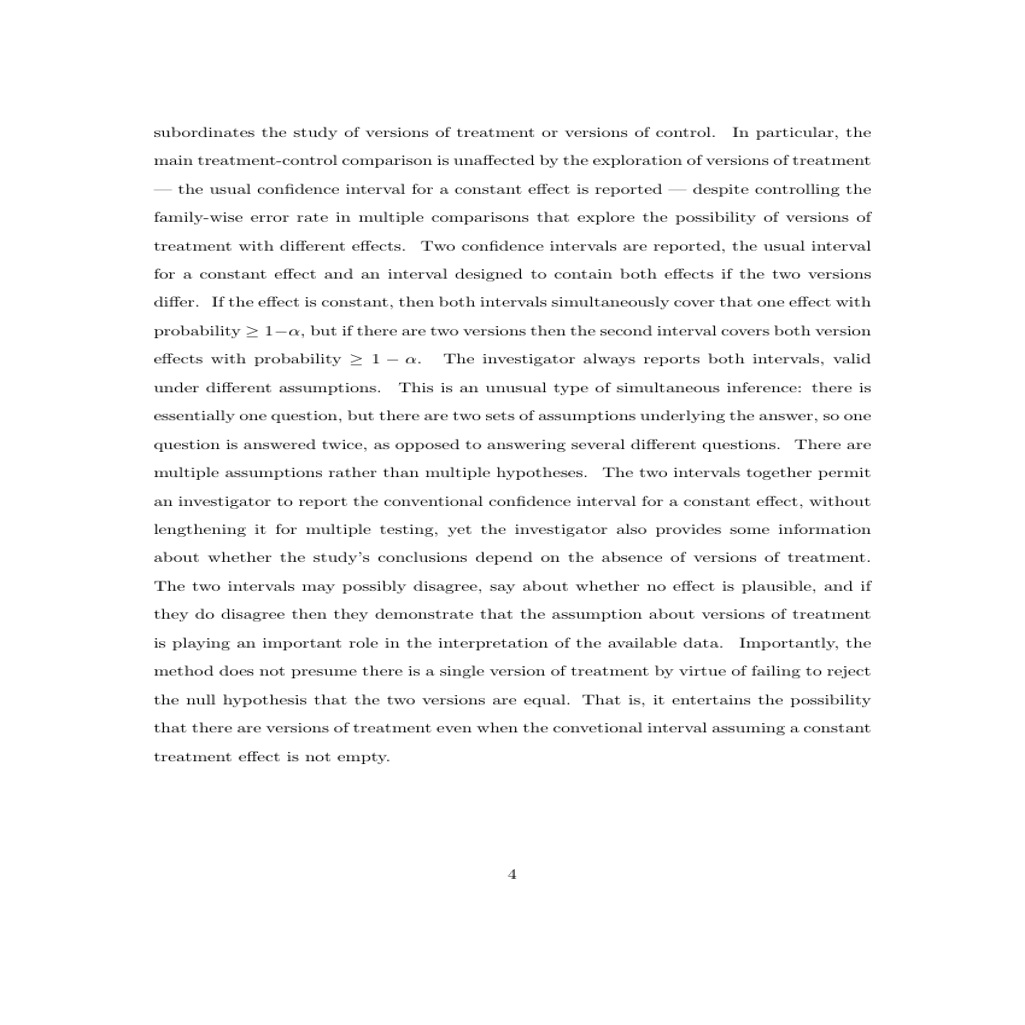 subordinates the study of versions of treatment or versions of control. In particular, the
main treatment-control comparison is unaffected by the exploration of versions of treatment
— the usual confidence interval for a constant effect is reported — despite controlling the
family-wise error rate in multiple comparisons that explore the possibility of versions of
treatment with different effects. Two confidence intervals are reported, the usual interval
for a constant effect and an interval designed to contain both effects if the two versions
differ. If the effect is constant, then both intervals simultaneously cover that one effect with
probability ≥ 1−α, but if there are two versions then the second interval covers both version
effects with probability ≥ 1 − α. The investigator always reports both intervals, valid
under different assumptions. This is an unusual type of simultaneous inference: there is
essentially one question, but there are two sets of assumptions underlying the answer, so one
question is answered twice, as opposed to answering several different questions. There are
multiple assumptions rather than multiple hypotheses. The two intervals together permit
an investigator to report the conventional confidence interval for a constant effect, without
lengthening it for multiple testing, yet the investigator also provides some information
about whether the study's conclusions depend on the absence of versions of treatment.
The two intervals may possibly disagree, say about whether no effect is plausible, and if
they do disagree then they demonstrate that the assumption about versions of treatment
is playing an important role in the interpretation of the available data. Importantly, the
method does not presume there is a single version of treatment by virtue of failing to reject
the null hypothesis that the two versions are equal. That is, it entertains the possibility
that there are versions of treatment even when the convetional interval assuming a constant
treatment effect is not empty.
4